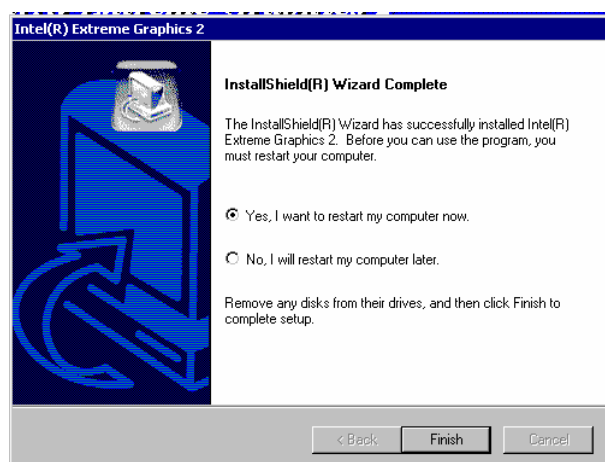 Intel(R) Extreme Graphics 2
InstallShield(R) Wizard Complete
The InstallShield(R) Wizard has successfully installed Intel(R)
Extreme Graphics 2. Before you can use the program, you
must restart your computer.
Yes, I want to restart my computer now.
No, I will restart my computer later.
Remove any disks from their drives, and then click Finish to
complete setup.
< Back
Finish
Cancel